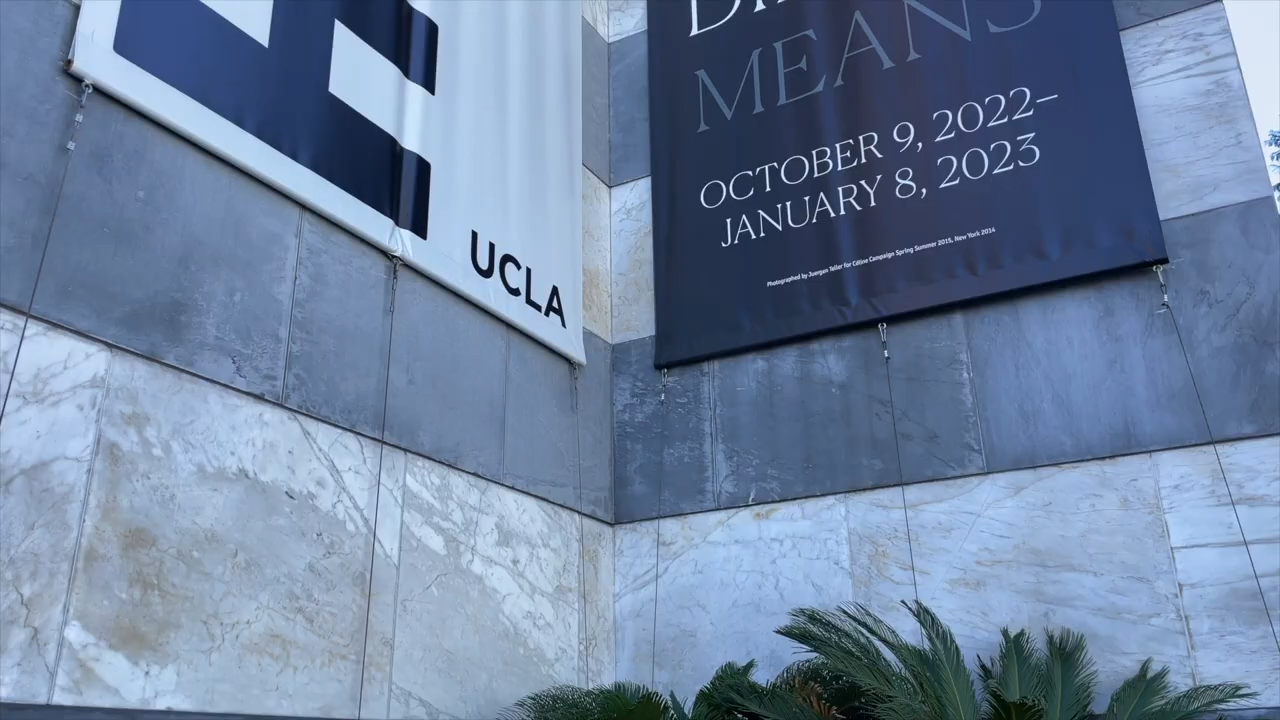 UCLA
MEANS
OCTOBER 9, 2022–
JANUARY 8, 2023
Photographed by Juergen Teller for Céline Campaign Spring Summer 2015, New York 2014